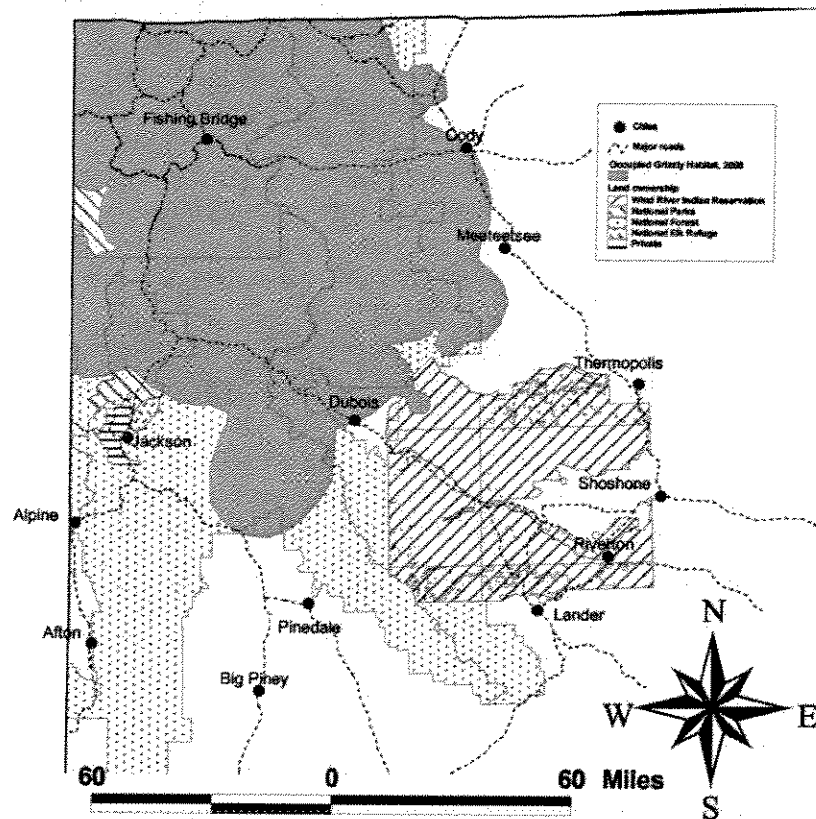 Fishing Bridge
Cody
Meeteetsee
Thermopolis
Dubois
Jackson
Shoshone
Alpine
Riverton
Lander
Pinedale
Afton
Big Piney
Cities
Major roads
Occupied Grizzly Habitat,
Land ownership
Wind River Indian Reservation
National Parks
National Forest
National Elk Refuge
Private
N
W E
S
60 0 60 Miles